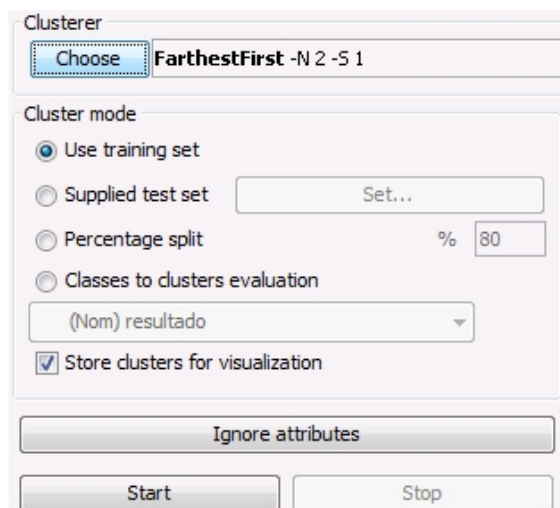 Clusterer
Choose FarthestFirst -N 2 -S 1
Cluster mode
Use training set
Supplied test set Set...
Percentage split % 80
Classes to clusters evaluation
(Nom) resultado
Store clusters for visualization
Ignore attributes
Start Stop